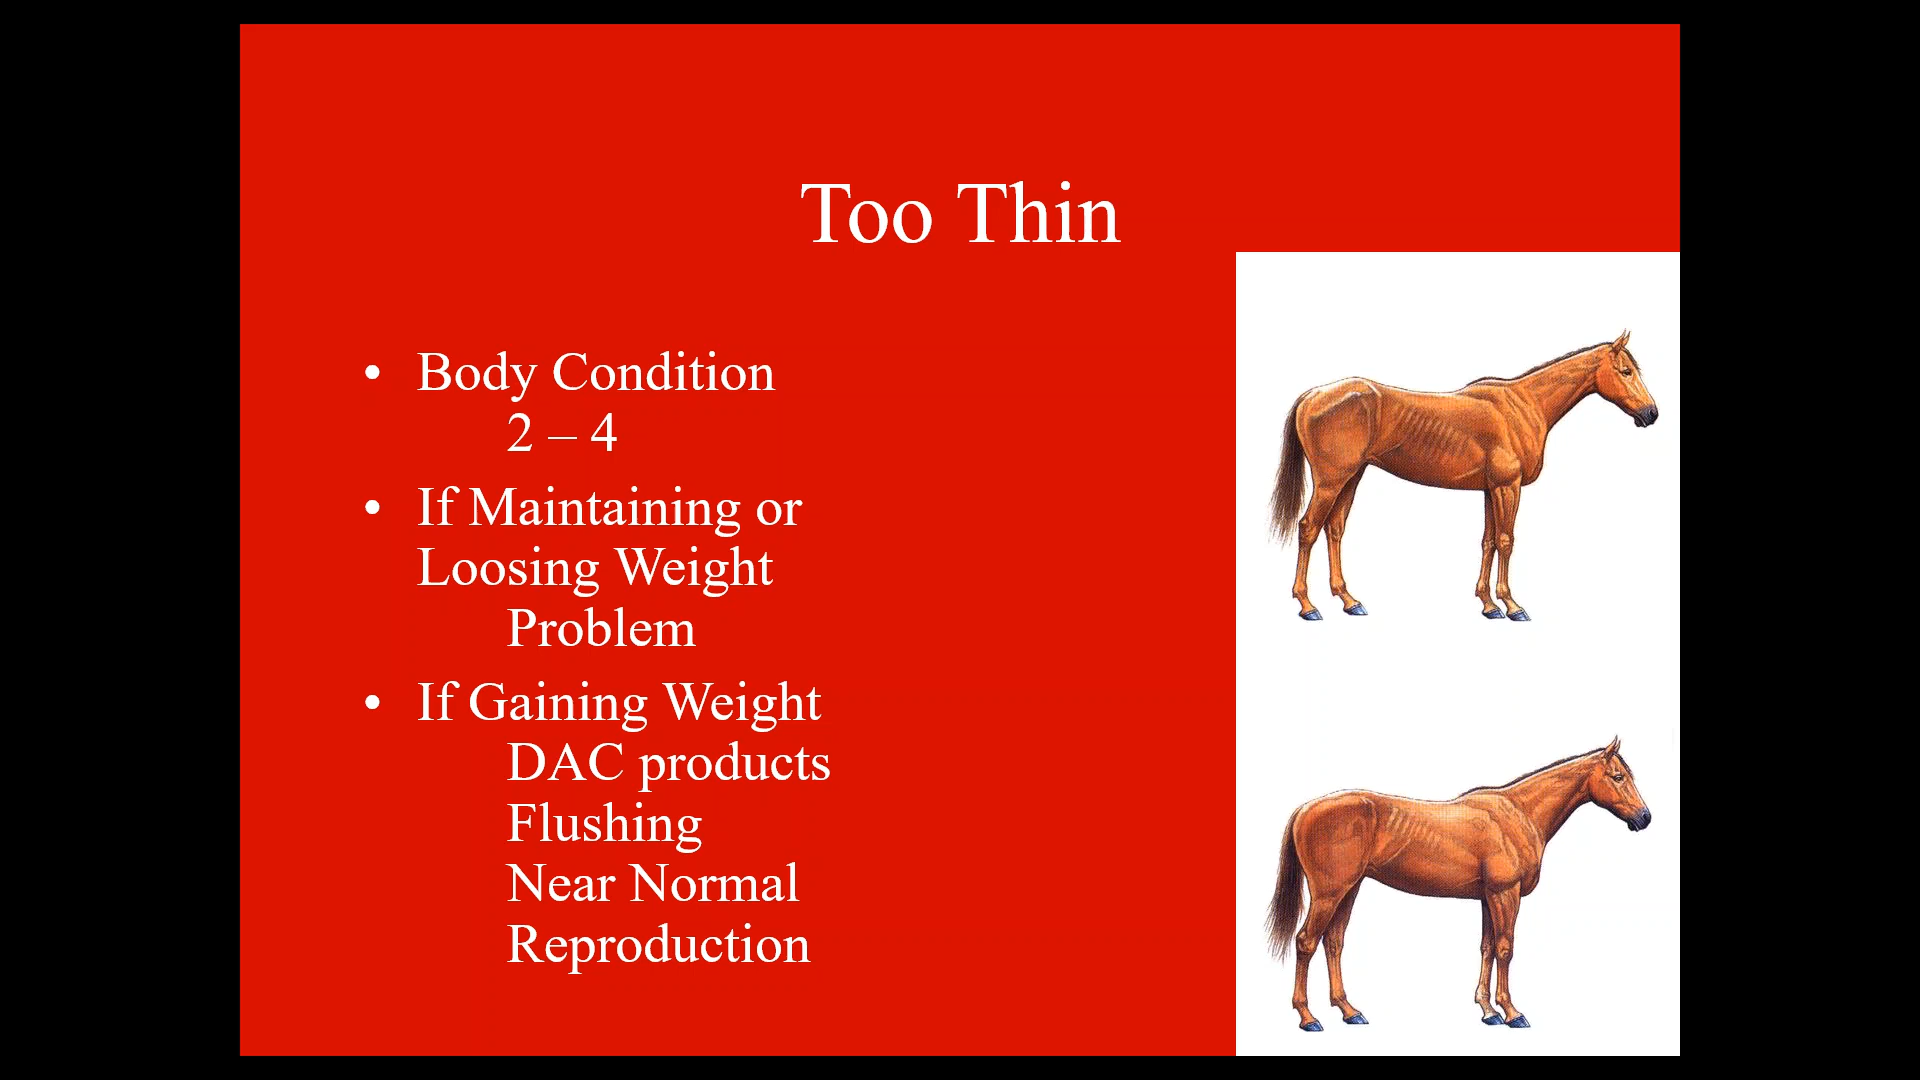 Too Thin
• Body Condition
2 – 4
• If Maintaining or
Loosing Weight
Problem
• If Gaining Weight
DAC products
Flushing
Near Normal
Reproduction